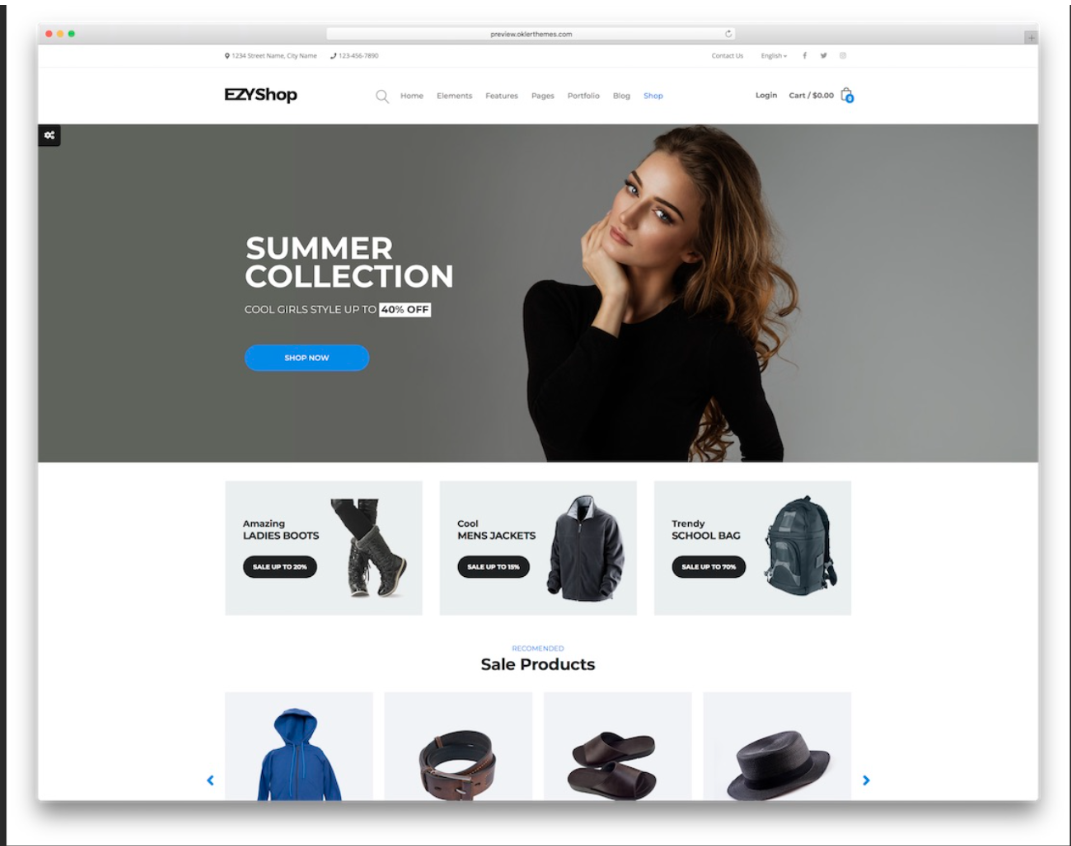 preview.oklerthemes.com
1234 Street Name, City Name 123-456-7890 Contact Us English
EZYShop Home Elements Features Pages Portfolio Blog Shop Login Cart / $0.00 0
SUMMER
COLLECTION
COOL GIRLS STYLE UP TO 40% OFF
SHOP NOW
Amazing
LADIES BOOTS
SALE UP TO 20%
Cool
MENS JACKETS
SALE UP TO 15%
Trendy
SCHOOL BAG
SALE UP TO 70%
RECOMENDED
Sale Products